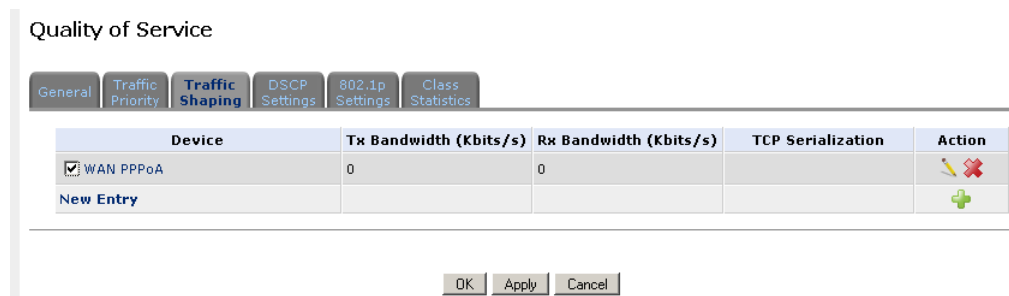 Quality of Service
General
Traffic Priority
Traffic Shaping
DSCP Settings
802.1p Settings
Class Statistics
Device Tx Bandwidth (Kbits/s) Rx Bandwidth (Kbits/s) TCP Serialization Action
WAN PPPoA 0 0
New Entry
OK Apply Cancel